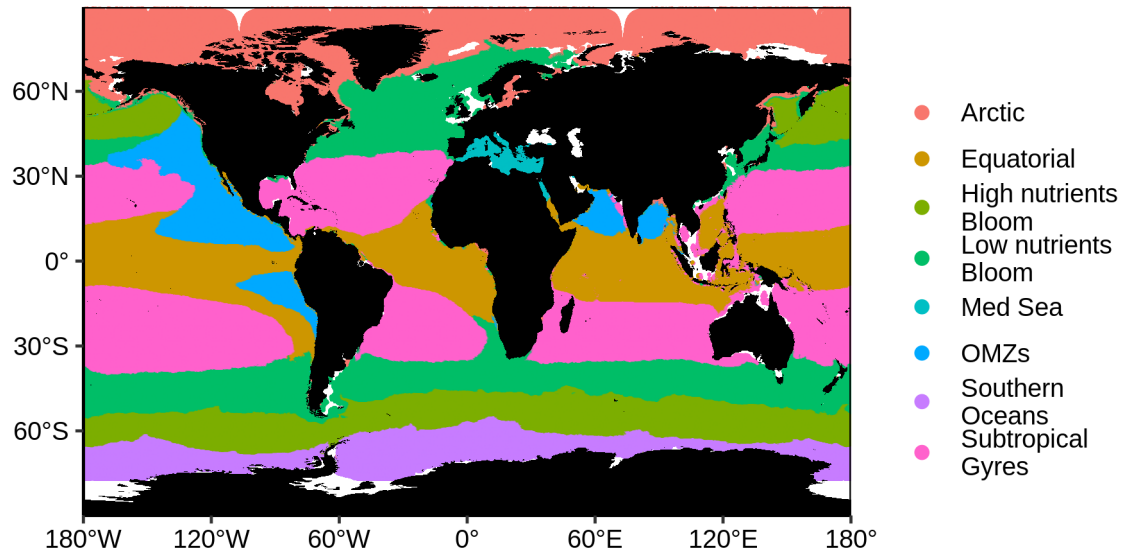 60°N
30°N
0°
30°S
60°S
180°W 120°W 60°W 0° 60°E 120°E 180°
Arctic
Equatorial
High nutrients
Bloom
Low nutrients
Bloom
Med Sea
OMZs
Southern
Oceans
Subtropical
Gyres